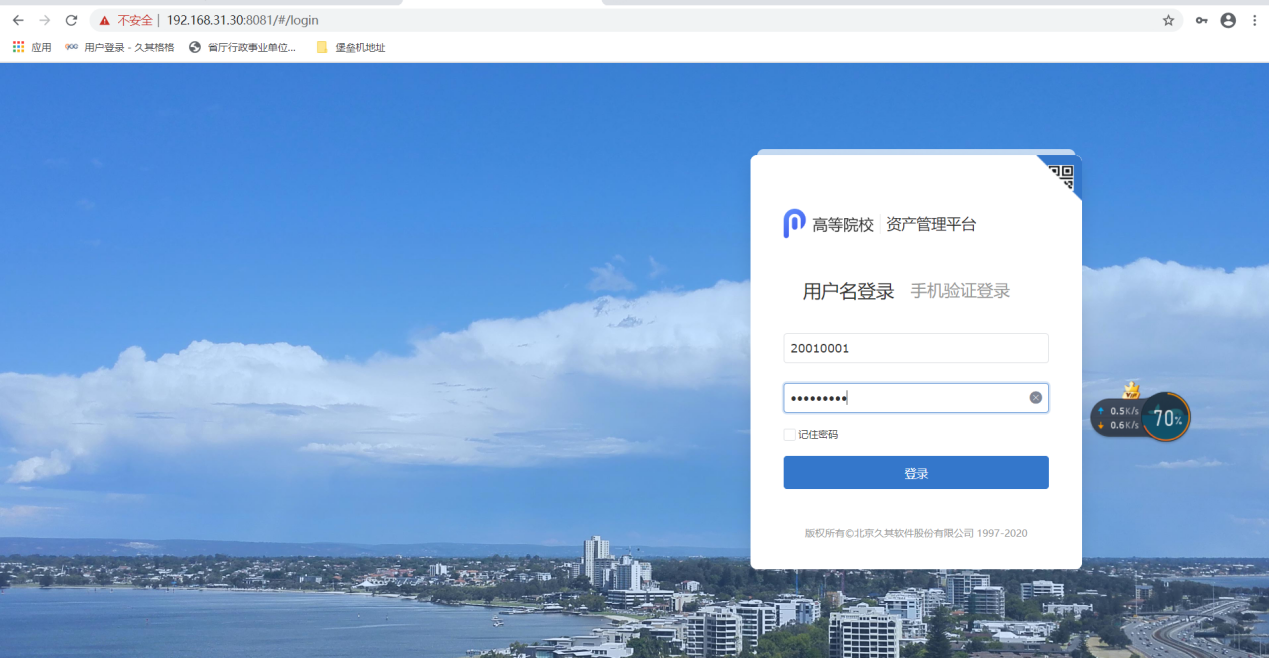 不安全 | 192.168.31.30:8081/#/login
应用 用户登录 - 久其格格 省厅行政事业单位... 堡垒机地址
高等院校 资产管理平台
用户名登录 手机验证登录
20010001
•••••••••
记住密码
登录
版权所有©北京久其软件股份有限公司 1997-2020
VIP
0.5K/s
0.6K/s
70%